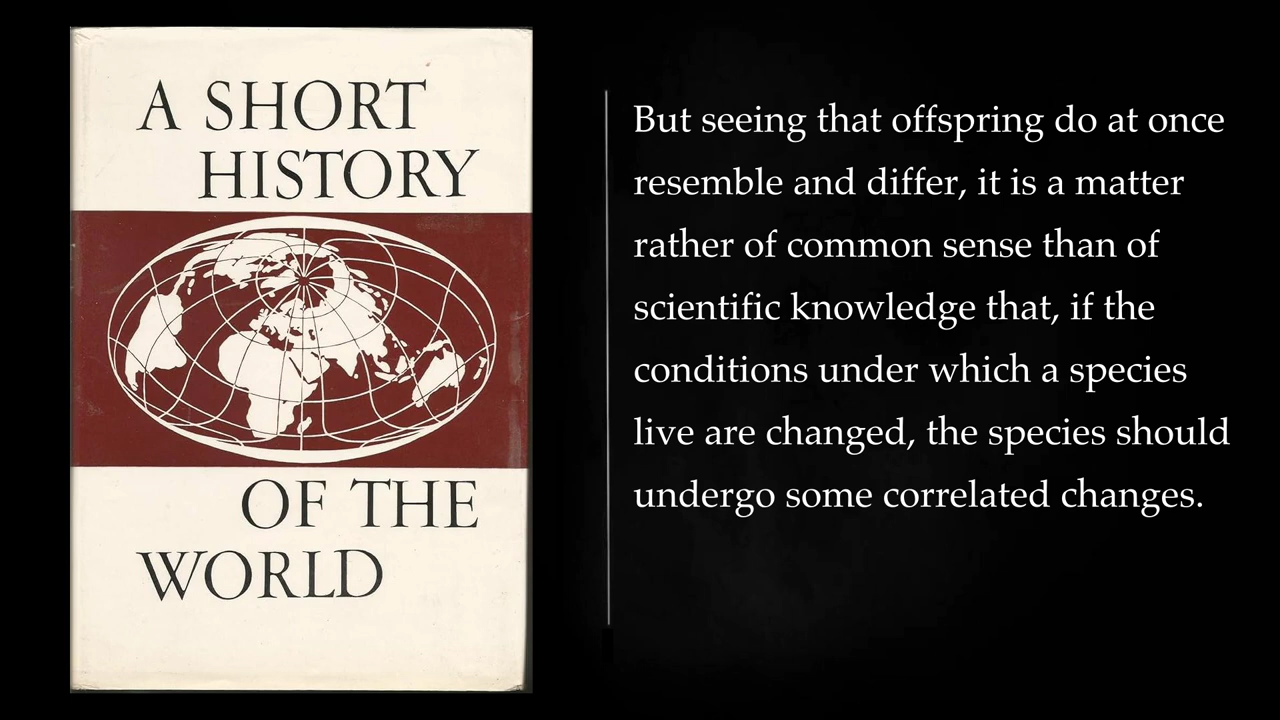 A SHORT
HISTORY
OF THE
WORLD
But seeing that offspring do at once
resemble and differ, it is a matter
rather of common sense than of
scientific knowledge that, if the
conditions under which a species
live are changed, the species should
undergo some correlated changes.